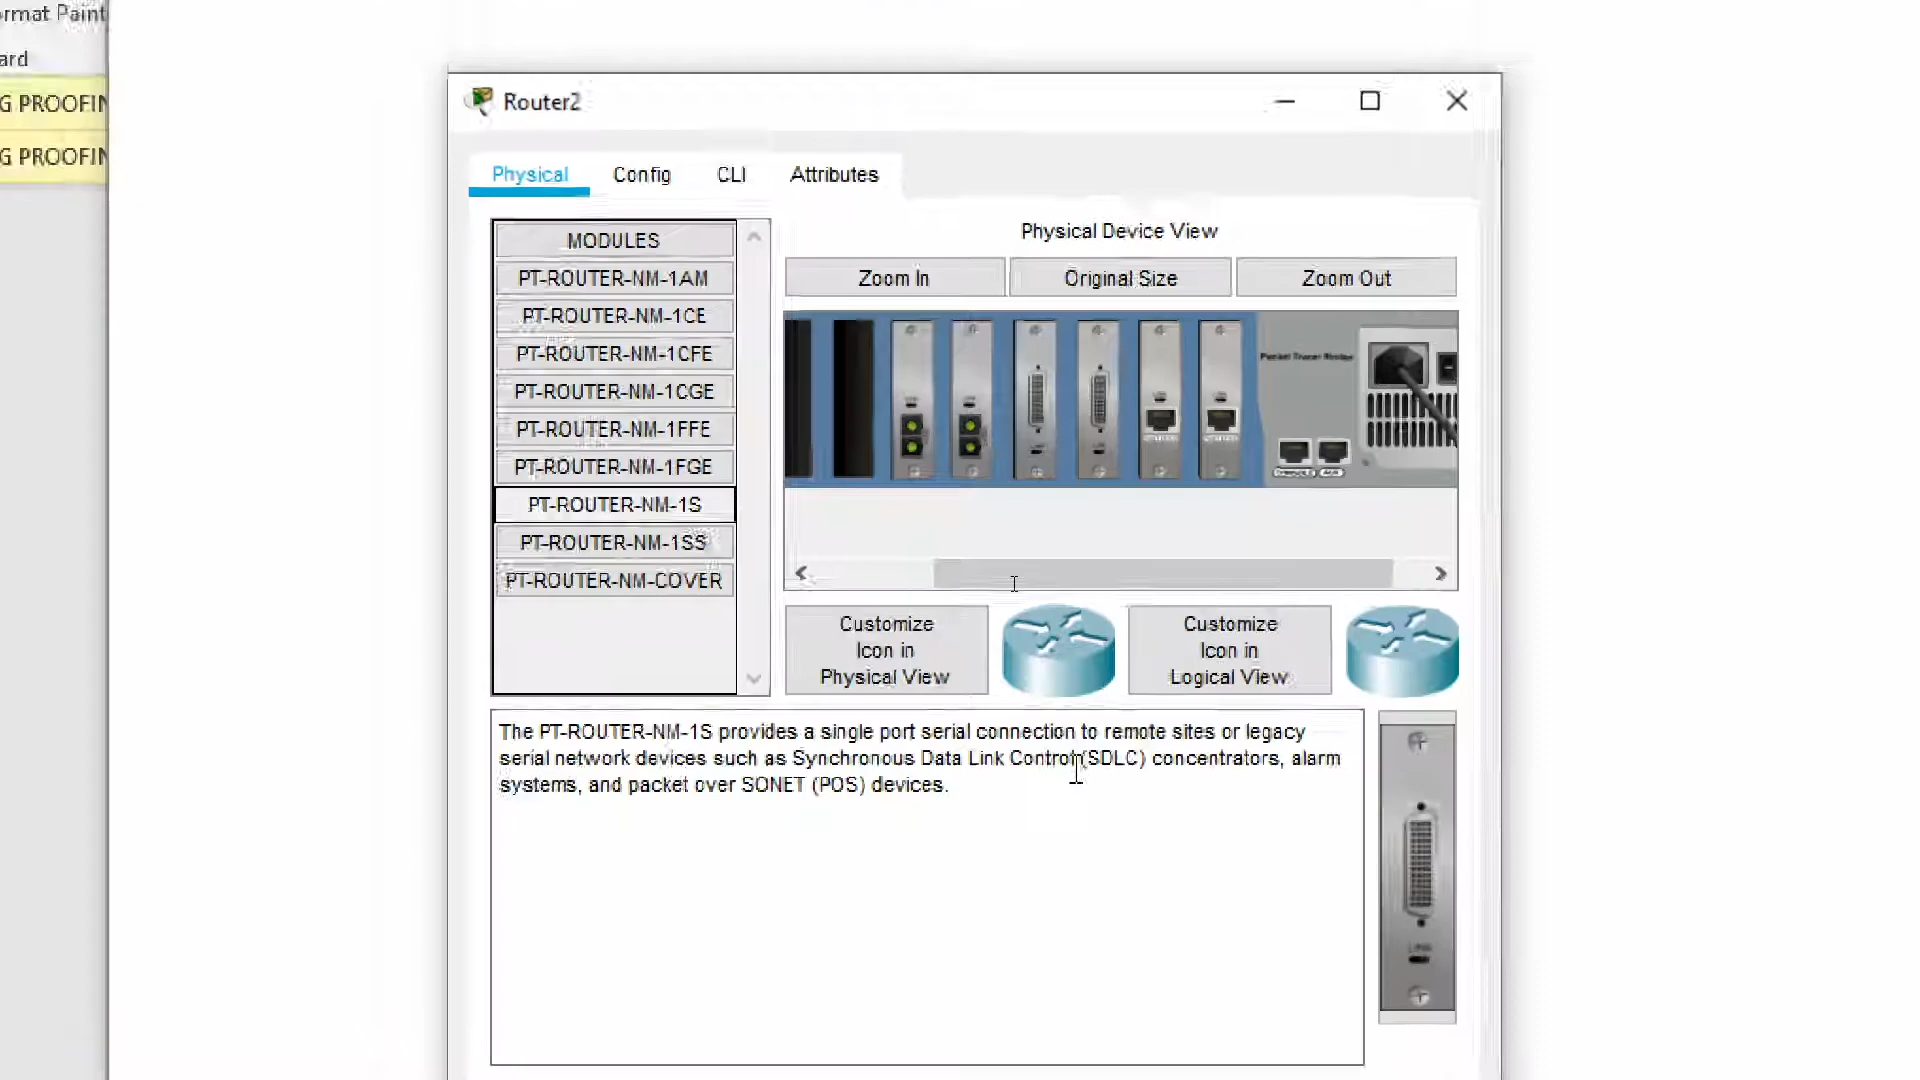 rmat Paint
ard
G PROOFIN
G PROOFIN
Router2
Physical
Config
CLI
Attributes
MODULES
PT-ROUTER-NM-1AM
PT-ROUTER-NM-1CE
PT-ROUTER-NM-1CFE
PT-ROUTER-NM-1CGE
PT-ROUTER-NM-1FFE
PT-ROUTER-NM-1FGE
PT-ROUTER-NM-1S
PT-ROUTER-NM-1SS
PT-ROUTER-NM-COVER
Physical Device View
Zoom In
Original Size
Zoom Out
Packet Tracer Router
Customize
Icon in
Physical View
Customize
Icon in
Logical View
The PT-ROUTER-NM-1S provides a single port serial connection to remote sites or legacy
serial network devices such as Synchronous Data Link Control (SDLC) concentrators, alarm
systems, and packet over SONET (POS) devices.
LINK